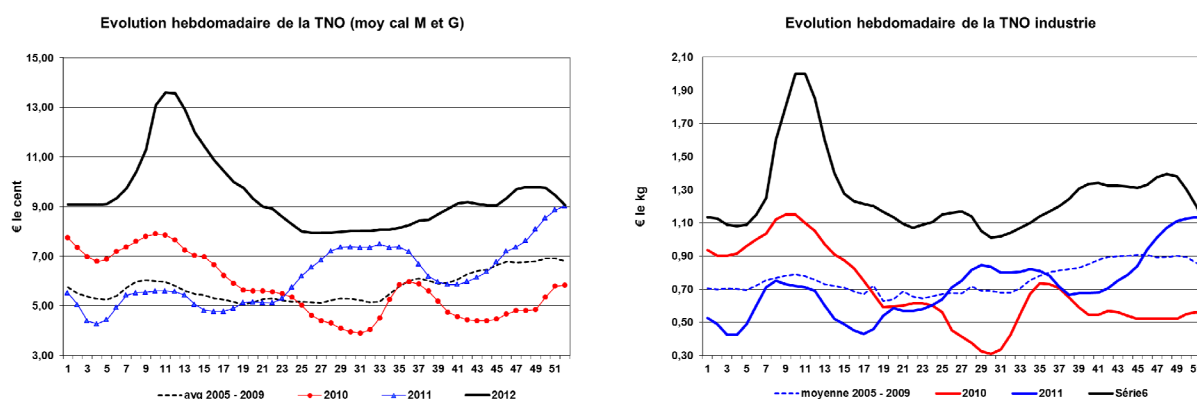 Evolution hebdomadaire de la TNO (moy cal M et G)
€ le cent
15,00
13,00
11,00
9,00
7,00
5,00
3,00
1 3 5 7 9 11 13 15 17 19 21 23 25 27 29 31 33 35 37 39 41 43 45 47 49 51
avg 2005 - 2009 2010 2011 2012
Evolution hebdomadaire de la TNO industrie
€ le kg
2,10
1,90
1,70
1,50
1,30
1,10
0,90
0,70
0,50
0,30
1 3 5 7 9 11 13 15 17 19 21 23 25 27 29 31 33 35 37 39 41 43 45 47 49
moyenne 2005 - 2009 2010 2011 Série6